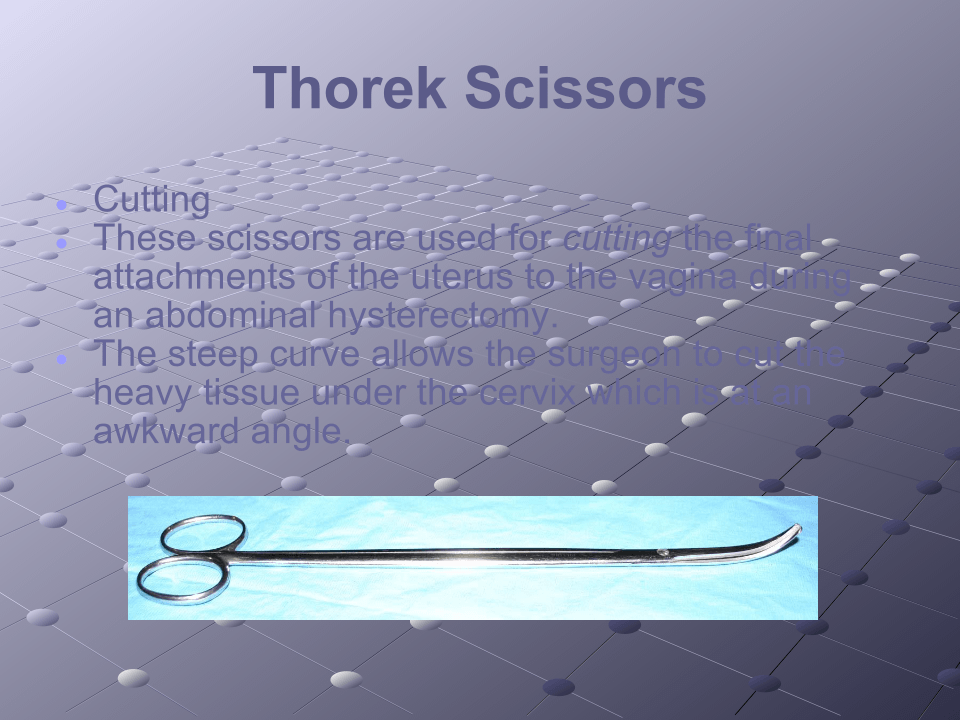 Thorek Scissors
Cutting
These scissors are used for cutting the final
attachments of the uterus to the vagina during
an abdominal hysterectomy.
The steep curve allows the surgeon to cut the
heavy tissue under the cervix which is at an
awkward angle.